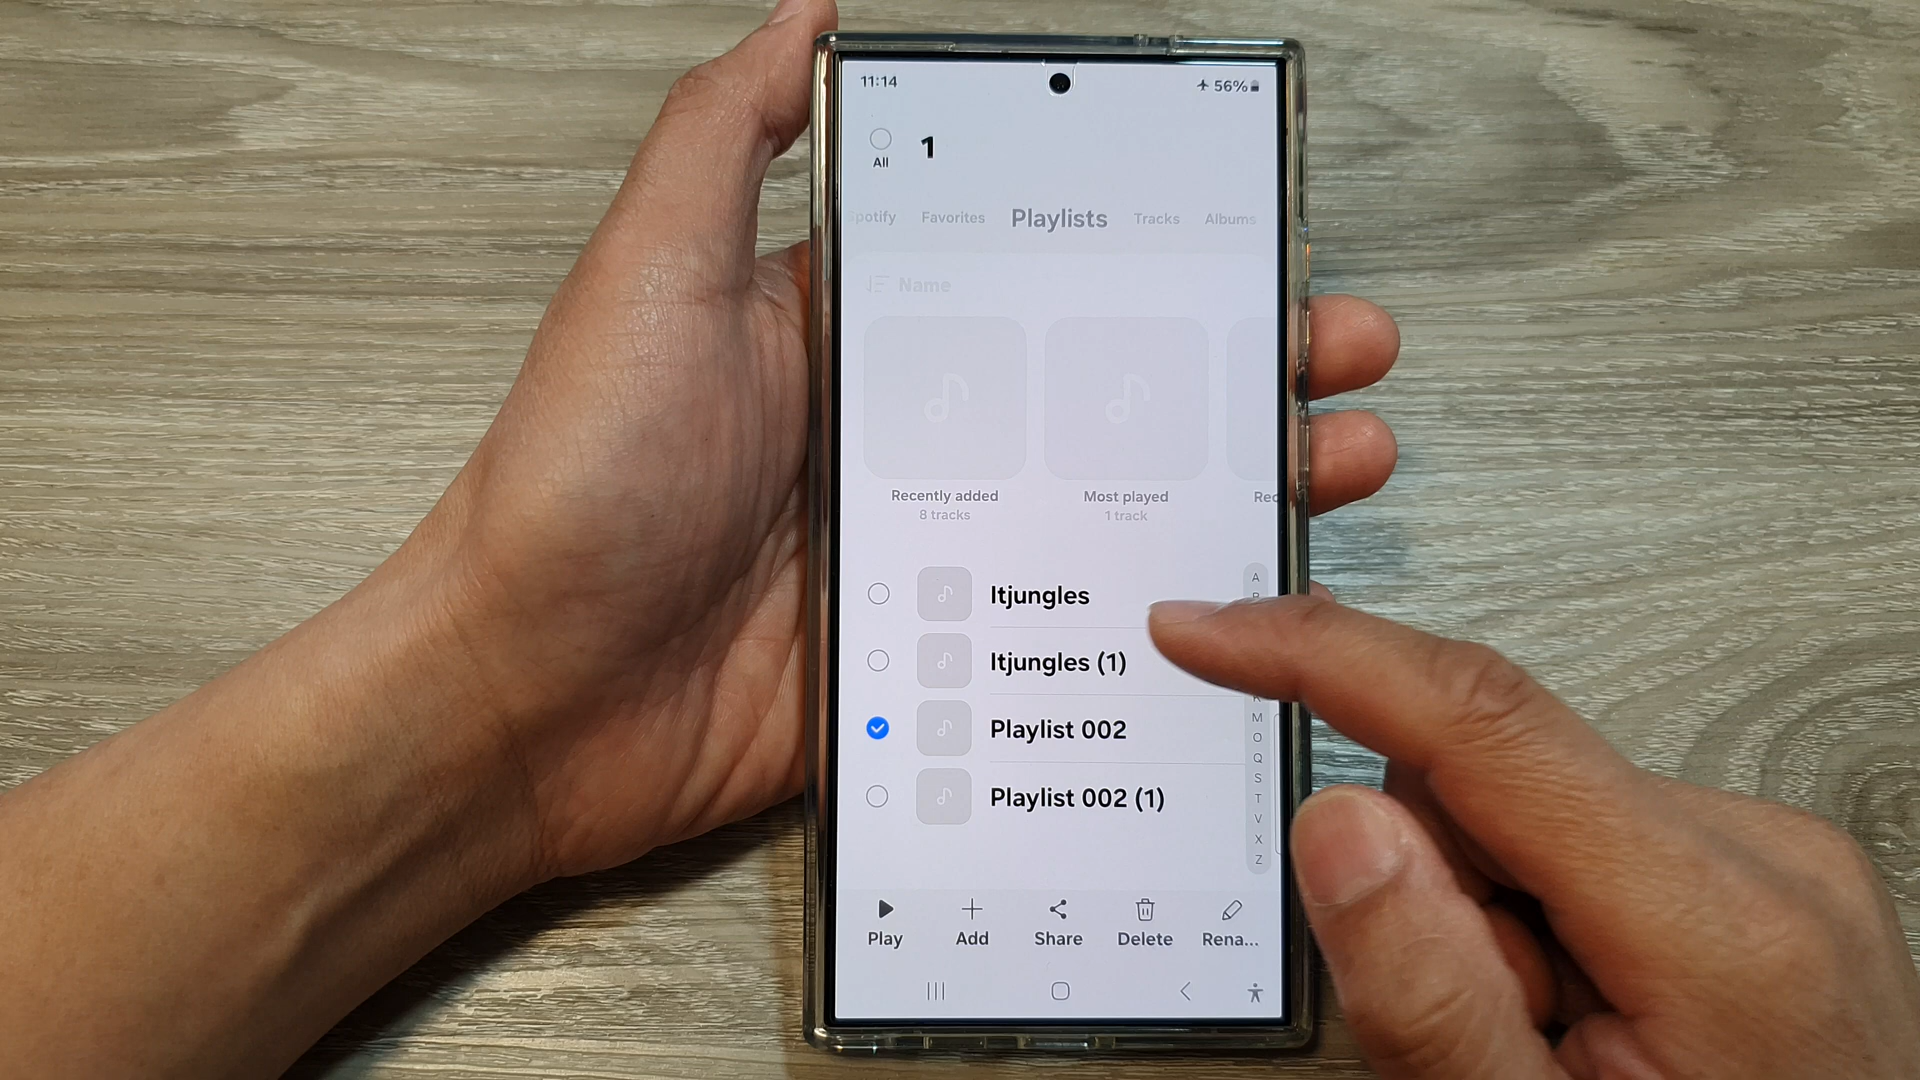 11:14
56%
All
1
Spotify Favorites Playlists Tracks Albums
Name
Recently added
8 tracks
Most played
1 track
Rec
Itjungles
Itjungles (1)
Playlist 002
Playlist 002 (1)
A
M
O
Q
S
T
V
X
Z
Play Add Share Delete Rena...